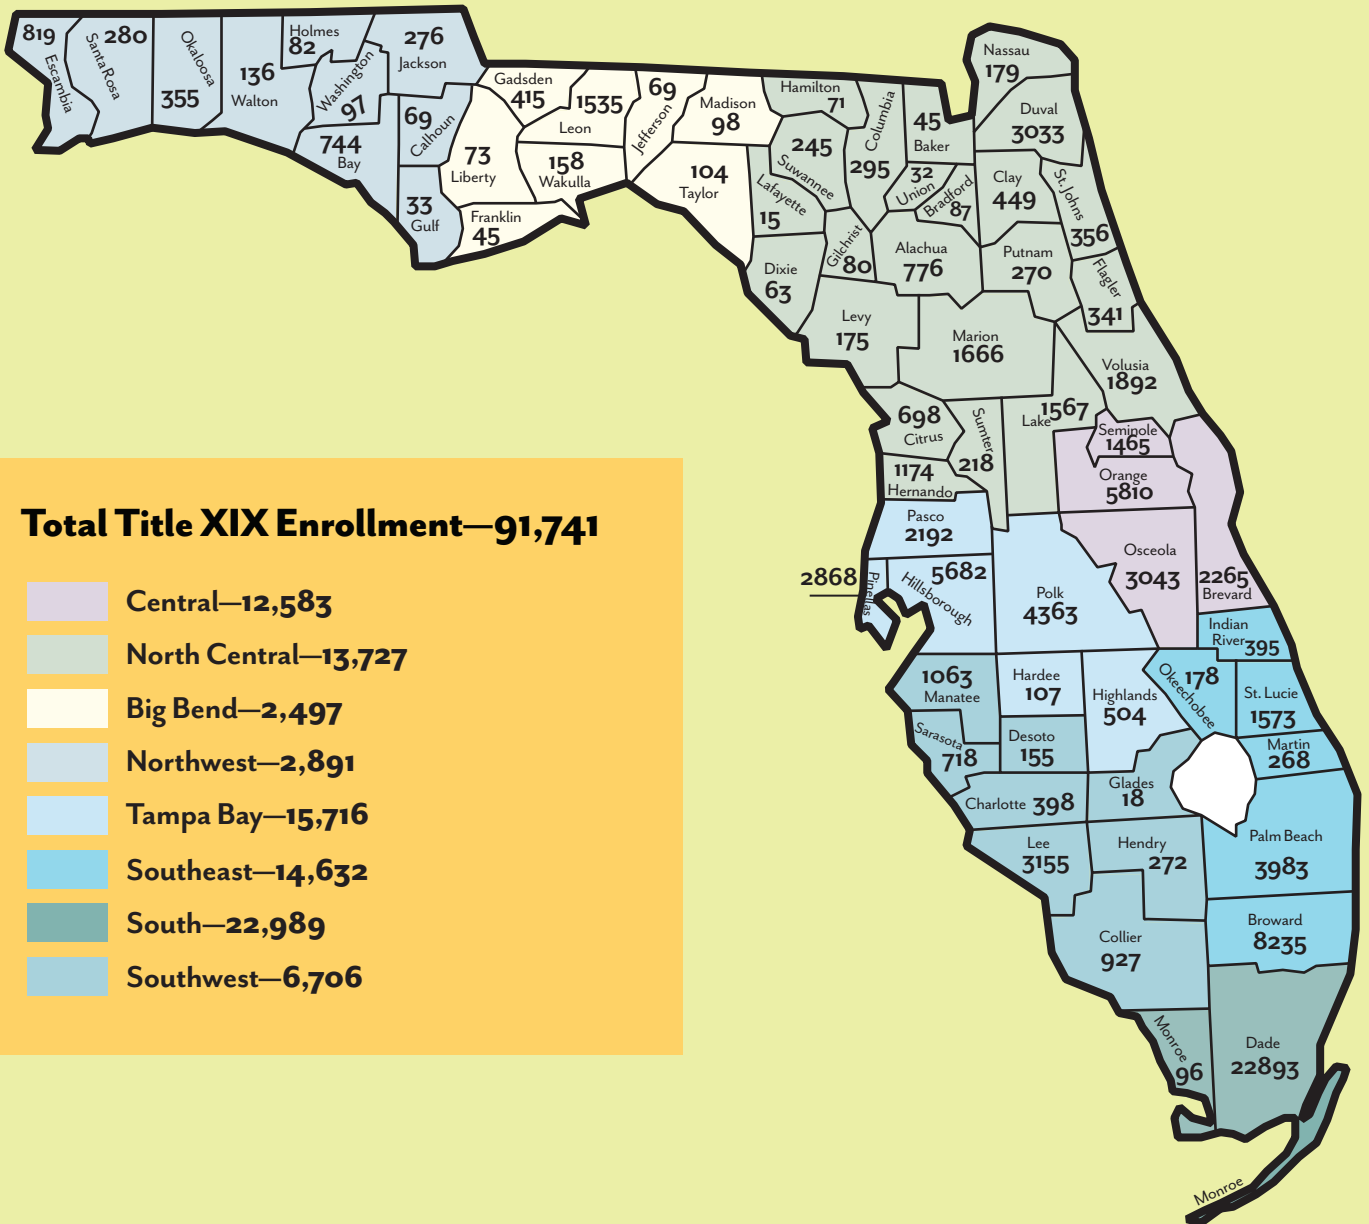 819
Escambia
Santa Rosa
280
Okaloosa
355
136
Walton
Holmes
82
Washington
97
276
Jackson
744
Bay
69
Calhoun
33
Gulf
Gadsden
415
73
Liberty
1535
Leon
158
Wakulla
Franklin
45
69
Jefferson
Madison
98
104
Taylor
Hamilton
71
245
Suwannee
Lafayette
15
Dixie
63
Columbia
295
Gilchrist
80
45
Baker
32
Union
Bradford
87
Nassau
179
Duval
3033
Clay
449
St. Johns
356
Alachua
776
Putnam
270
Flagler
341
Levy
175
Marion
1666
Volusia
1892
698
Citrus
Sumter
218
Lake
1567
Seminole
1465
Orange
5810
1174
Hernando
Pasco
2192
Osceola
3043
2265
Brevard
2868
Pinellas
5682
Hillsborough
Polk
4363
Indian
River
395
1063
Manatee
Hardee
107
Highlands
504
178
Okeechobee
St. Lucie
1573
Sarasota
718
Desoto
155
Martin
268
Charlotte 398
Glades
18
Lee
3155
Hendry
272
Palm Beach
3983
Collier
927
Broward
8235
Monroe
96
Dade
22893
Monroe
Total Title XIX Enrollment—91,741
Central—12,583
North Central—13,727
Big Bend—2,497
Northwest—2,891
Tampa Bay—15,716
Southeast—14,632
South—22,989
Southwest—6,706